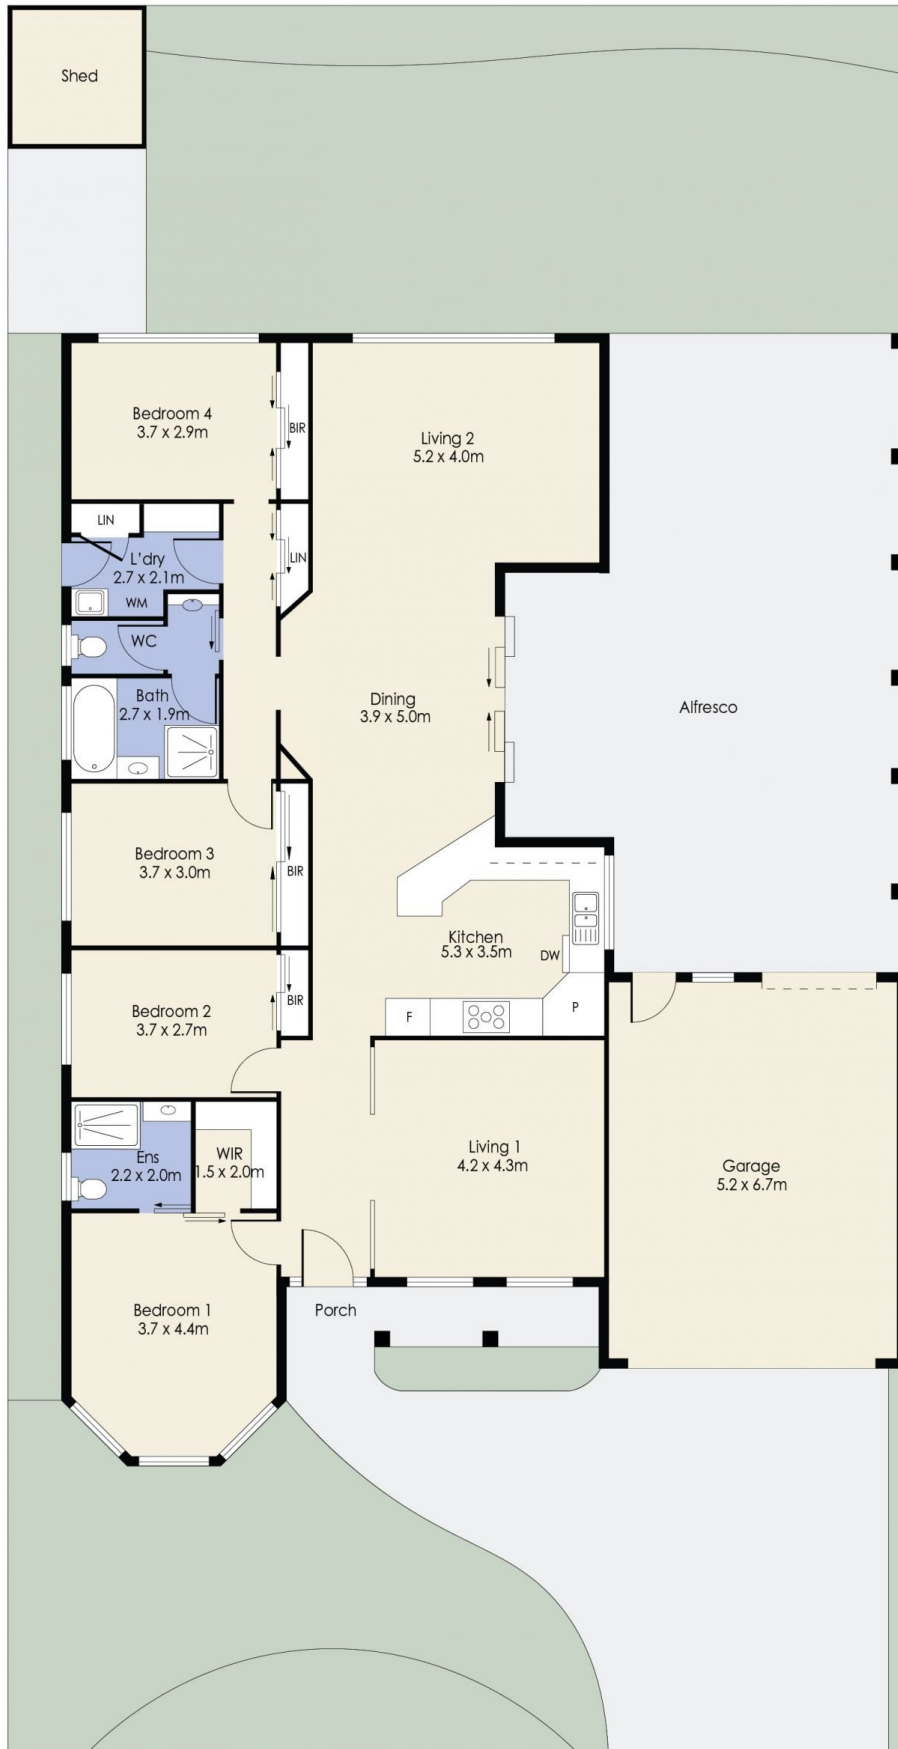 Shed
Bedroom 4
3.7 x 2.9m
BIR
Living 2
5.2 x 4.0m
LIN
LIN
L'dry
2.7 x 2.1m
WM
WC
Bath
2.7 x 1.9m
Dining
3.9 x 5.0m
Alfresco
Bedroom 3
3.7 x 3.0m
BIR
Kitchen
5.3 x 3.5m
DW
Bedroom 2
3.7 x 2.7m
BIR
F
P
Ens
2.2 x 2.0m
WIR
1.5 x 2.0m
Living 1
4.2 x 4.3m
Garage
5.2 x 6.7m
Bedroom 1
3.7 x 4.4m
Porch